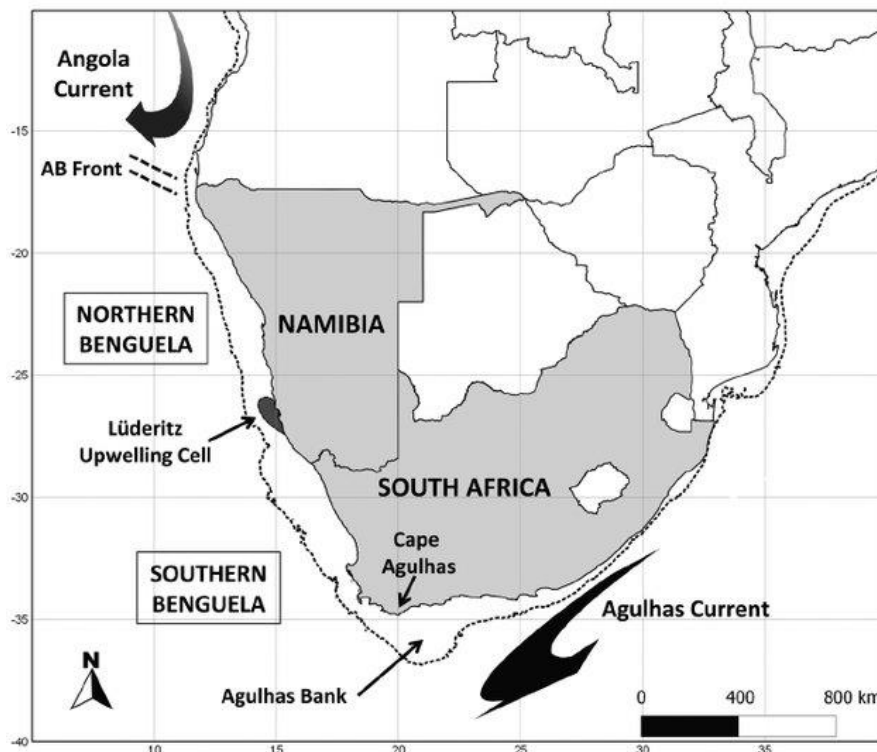 Angola
Current
-15
AB Front
-20
NORTHERN
BENGUELA
NAMIBIA
-25
Lüderitz
Upwelling Cell
SOUTH AFRICA
-30
Cape
Agulhas
SOUTHERN
BENGUELA
-35
Agulhas Current
N
Agulhas Bank
0 400 800 km
-40
10 15 20 25 30 35